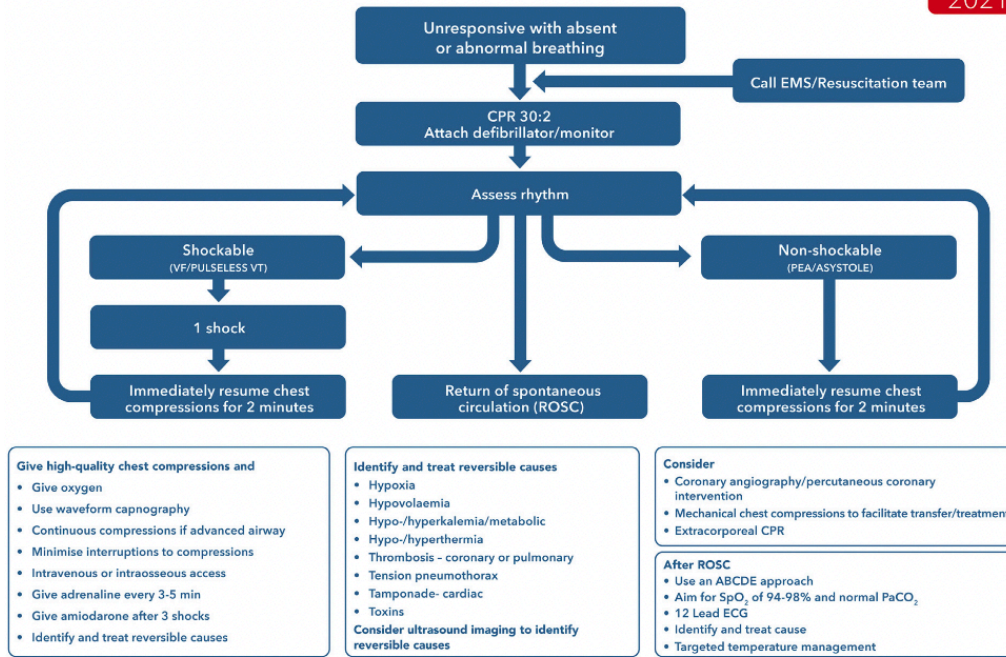 2021
Unresponsive with absent
or abnormal breathing
Call EMS/Resuscitation team
CPR 30:2
Attach defibrillator/monitor
Assess rhythm
Shockable
(VF/PULSELESS VT)
Non-shockable
(PEA/ASYSTOLE)
1 shock
Immediately resume chest
compressions for 2 minutes
Return of spontaneous
circulation (ROSC)
Immediately resume chest
compressions for 2 minutes
Give high-quality chest compressions and
• Give oxygen
• Use waveform capnography
• Continuous compressions if advanced airway
• Minimise interruptions to compressions
• Intravenous or intraosseous access
• Give adrenaline every 3-5 min
• Give amiodarone after 3 shocks
• Identify and treat reversible causes
Identify and treat reversible causes
• Hypoxia
• Hypovolaemia
• Hypo-/hyperkalemia/metabolic
• Hypo-/hyperthermia
• Thrombosis – coronary or pulmonary
• Tension pneumothorax
• Tamponade- cardiac
• Toxins
Consider ultrasound imaging to identify
reversible causes
Consider
• Coronary angiography/percutaneous coronary
intervention
• Mechanical chest compressions to facilitate transfer/treatment
• Extracorporeal CPR
After ROSC
• Use an ABCDE approach
• Aim for SpO₂ of 94-98% and normal PaCO₂
• 12 Lead ECG
• Identify and treat cause
• Targeted temperature management